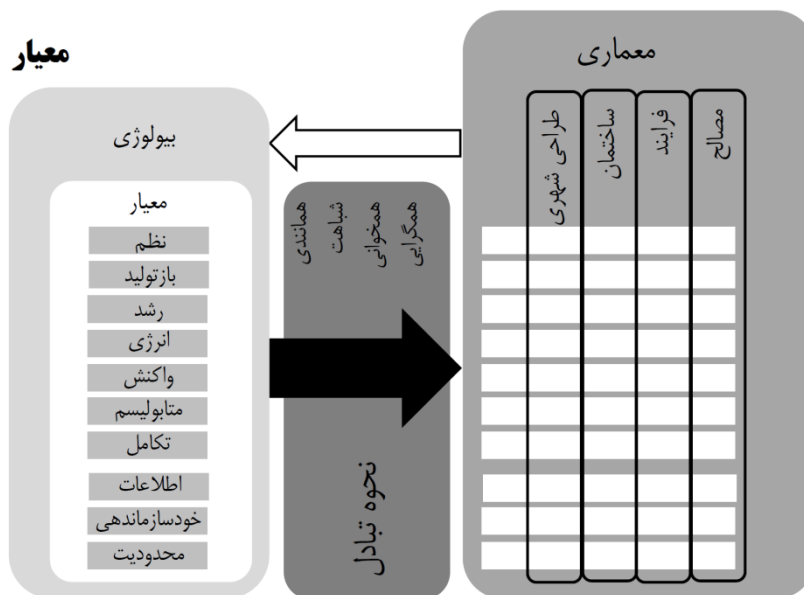 معیار
معماری
مصالح
فرایند
ساختمان
طراحی شهری
بیولوژی
معیار
نظم
بازتولید
رشد
انرژی
واکنش
متابولیسم
تکامل
اطلاعات
خودسازماندهی
محدودیت
همگرایی
همخوانی
شباهت
همانندی
نحوه تبادل